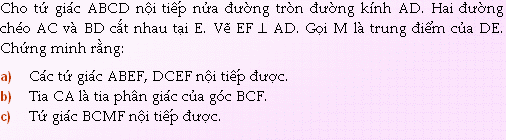 Cho tứ giác ABCD nội tiếp nửa đường tròn đường kính AD. Hai đường
chéo AC và BD cắt nhau tại E. Vẽ EF ⊥ AD. Gọi M là trung điểm của DE.
Chứng minh rằng:
a) Các tứ giác ABEF, DCEF nội tiếp được.
b) Tia CA là tia phân giác của góc BCF.
c) Tứ giác BCMF nội tiếp được.